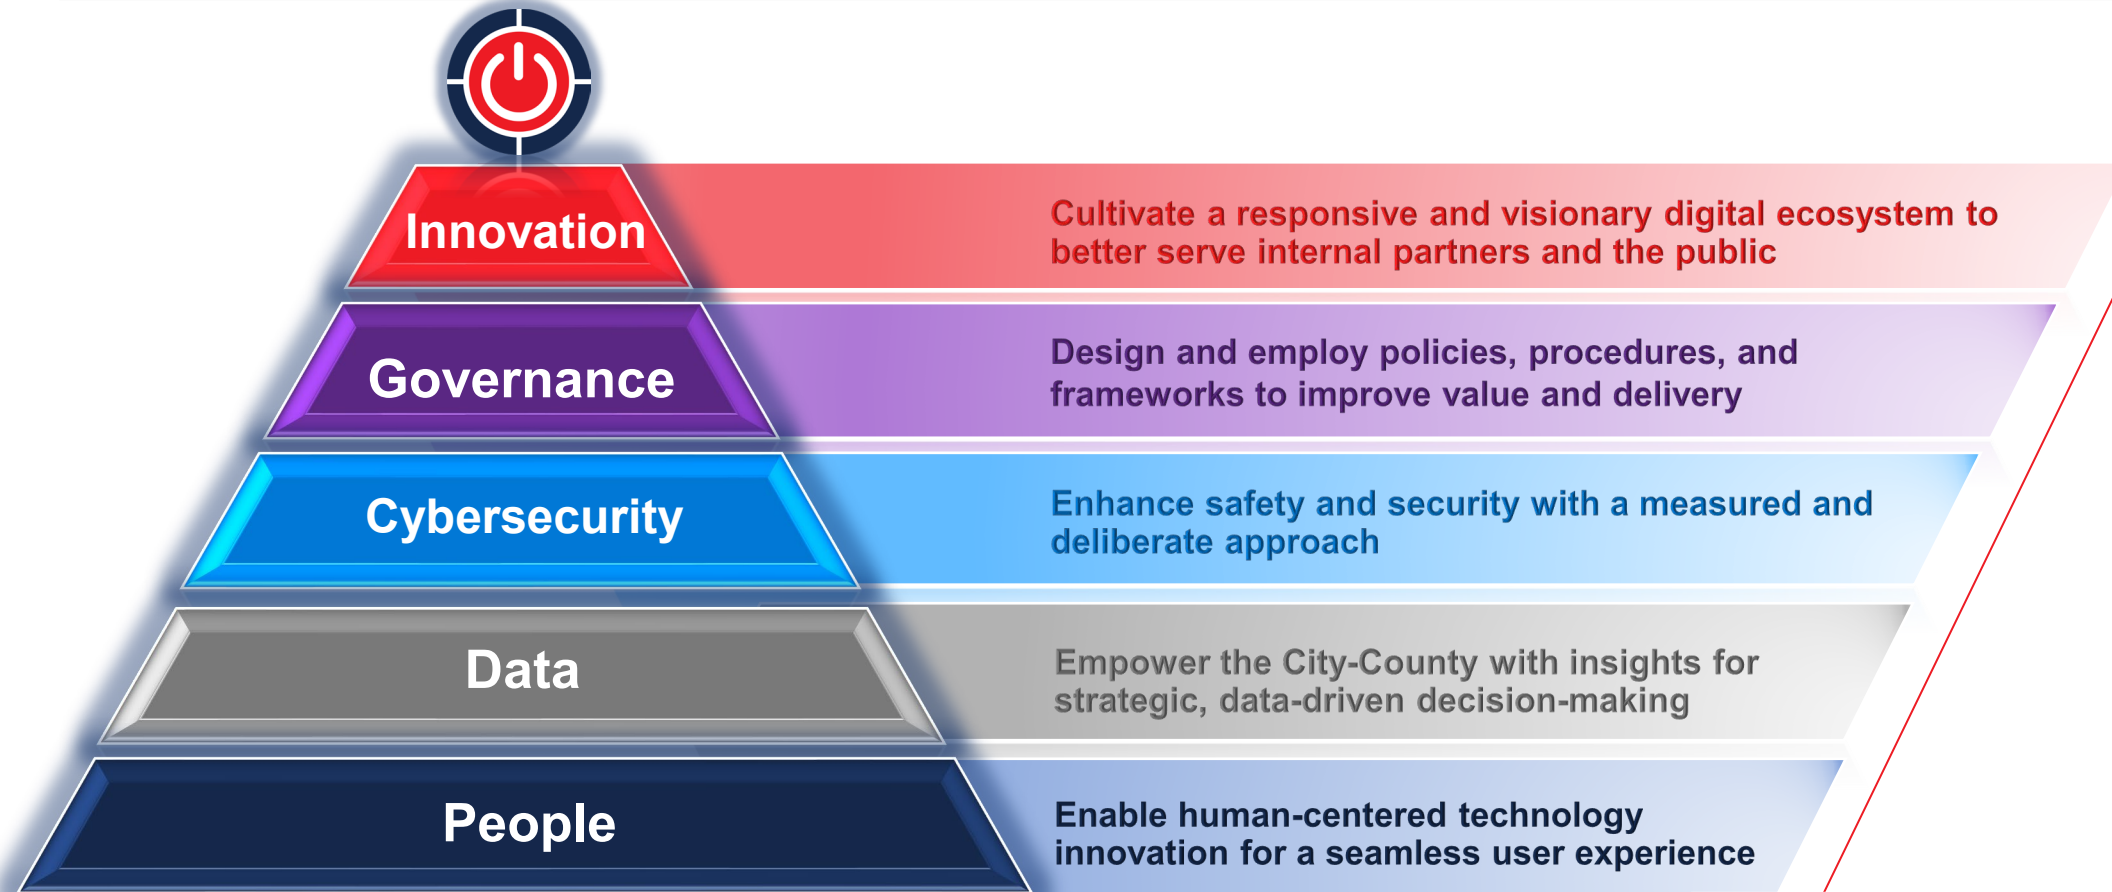 Innovation
Cultivate a responsive and visionary digital ecosystem to
better serve internal partners and the public
Governance
Design and employ policies, procedures, and
frameworks to improve value and delivery
Cybersecurity
Enhance safety and security with a measured and
deliberate approach
Data
Empower the City-County with insights for
strategic, data-driven decision-making
People
Enable human-centered technology
innovation for a seamless user experience